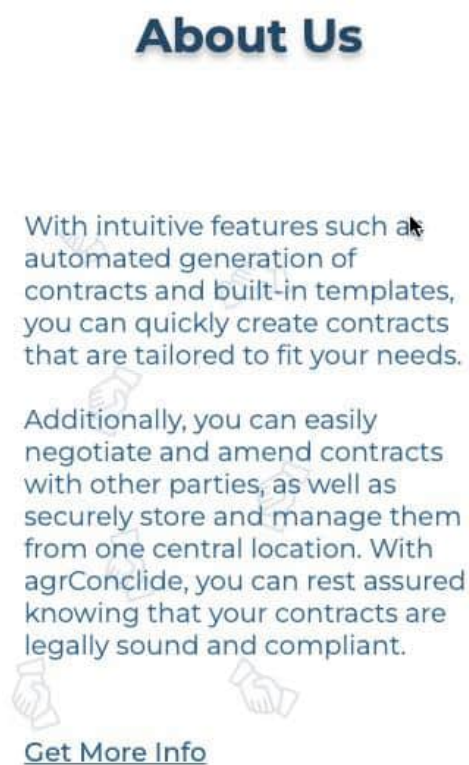 About Us
With intuitive features such as
automated generation of
contracts and built-in templates,
you can quickly create contracts
that are tailored to fit your needs.
Additionally, you can easily
negotiate and amend contracts
with other parties, as well as
securely store and manage them
from one central location. With
agrConclide, you can rest assured
knowing that your contracts are
legally sound and compliant.
Get More Info